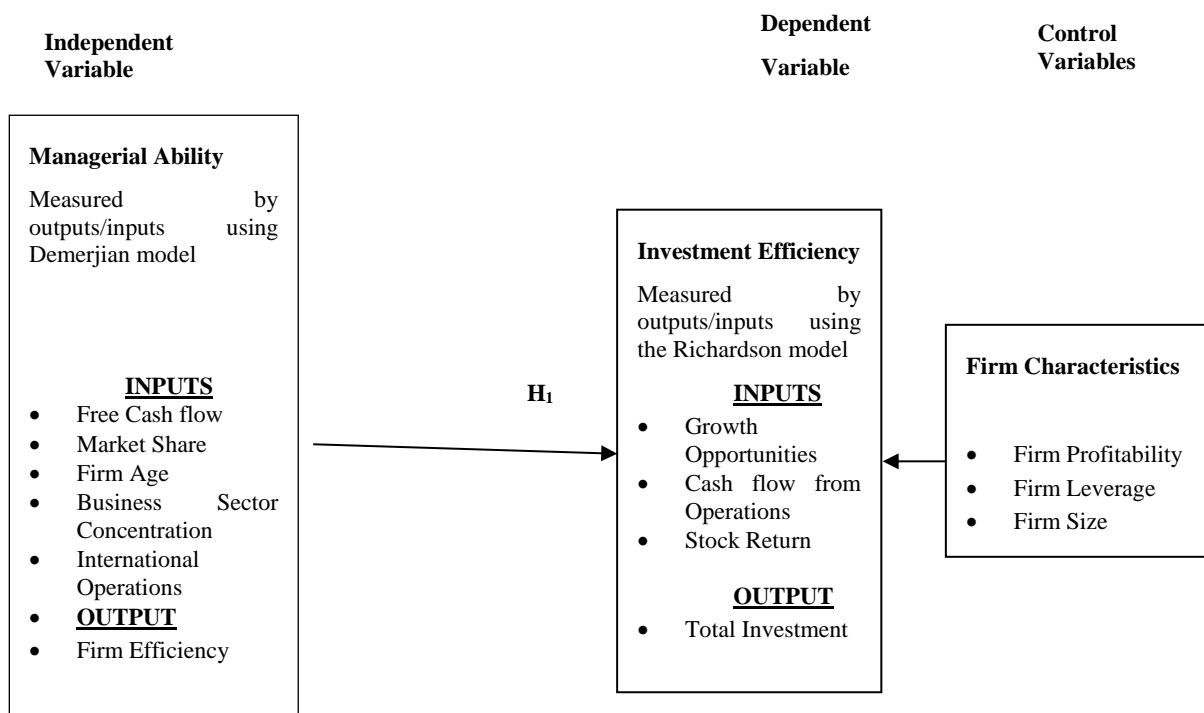 Independent
Variable
Dependent
Variable
Control
Variables
Managerial Ability
Measured by
outputs/inputs using
Demerjian model
INPUTS
• Free Cash flow
• Market Share
• Firm Age
• Business Sector
Concentration
• International
Operations
• OUTPUT
• Firm Efficiency
H1
Investment Efficiency
Measured by
outputs/inputs using
the Richardson model
INPUTS
• Growth
Opportunities
• Cash flow from
Operations
• Stock Return
OUTPUT
• Total Investment
Firm Characteristics
• Firm Profitability
• Firm Leverage
• Firm Size